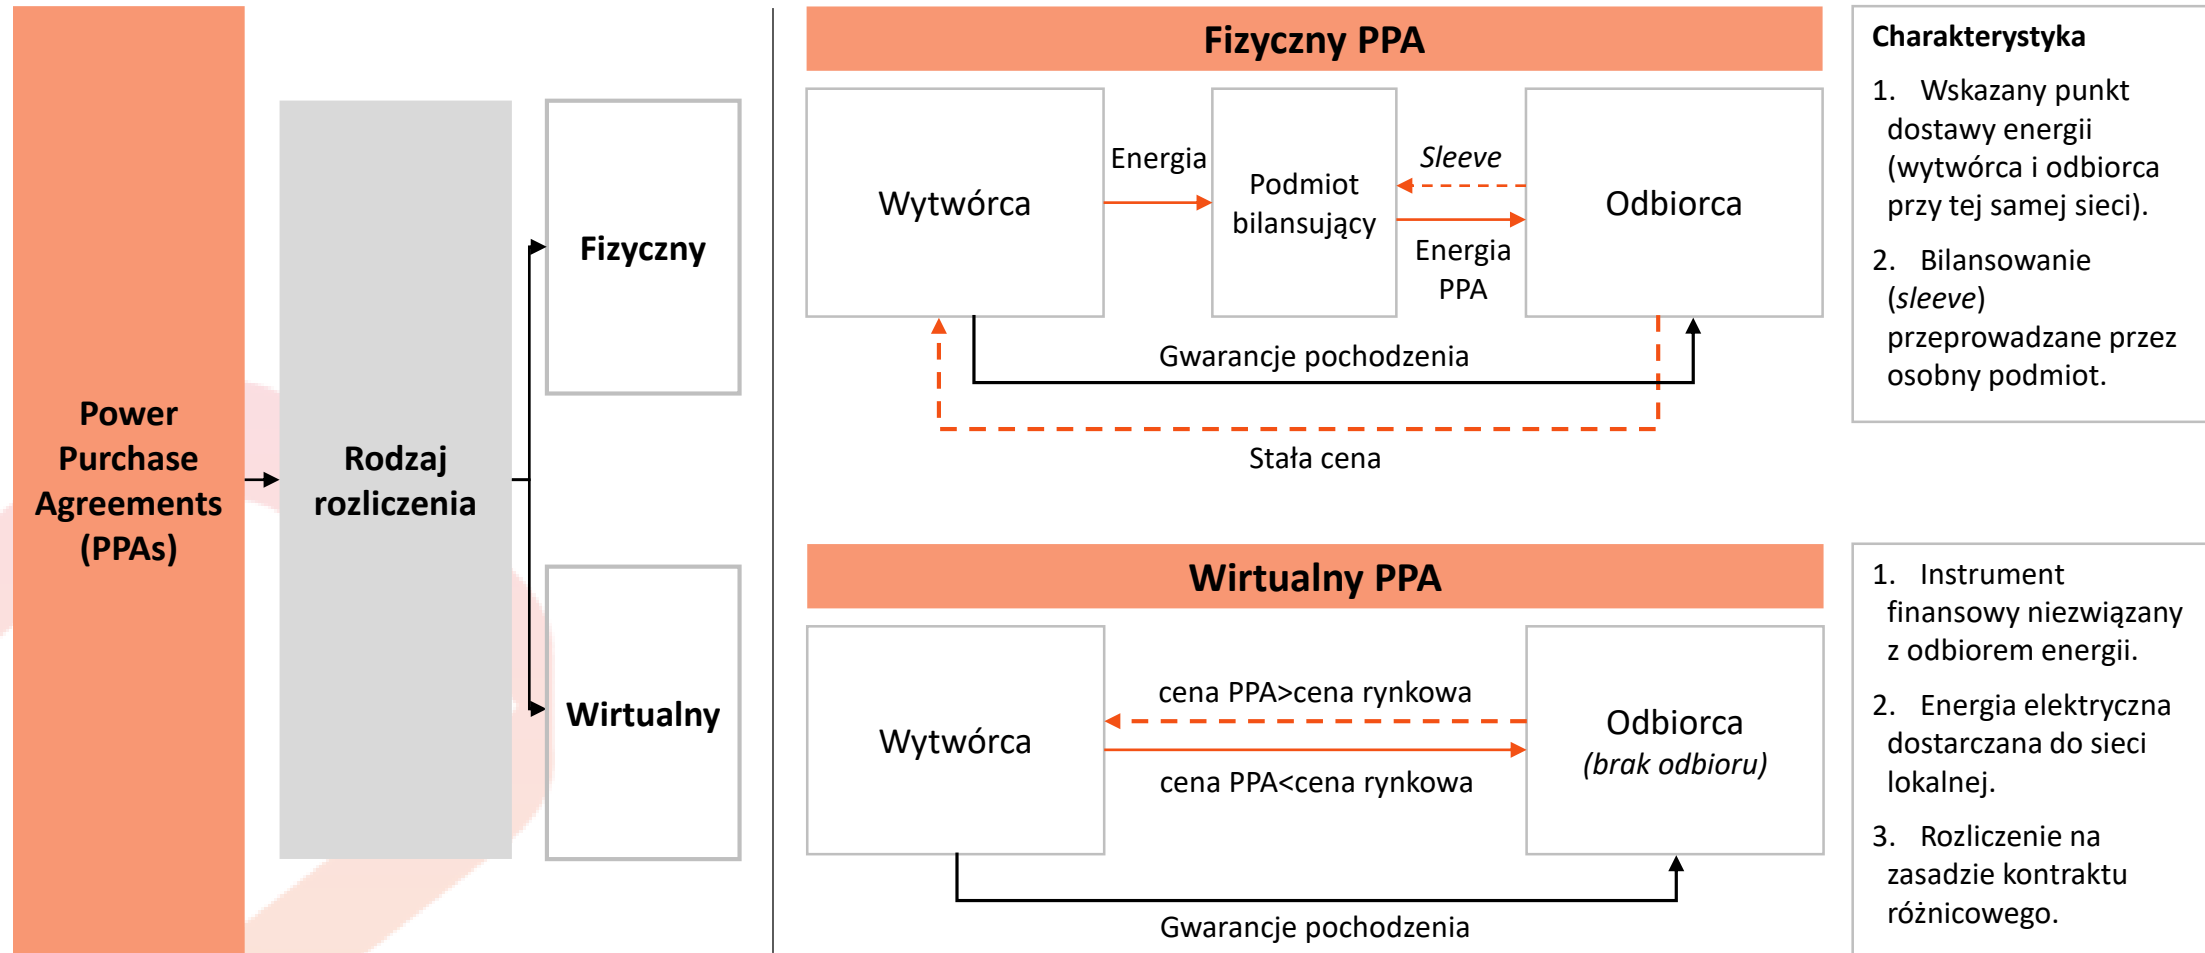 Power
Purchase
Agreements
(PPAs)
Rodzaj
rozliczenia
Fizyczny
Wirtualny
Fizyczny PPA
Wytwórca
Energia
Podmiot
bilansujący
Sleeve
Energia
PPA
Odbiorca
Gwarancje pochodzenia
Stała cena
Charakterystyka
1. Wskazany punkt
dostawy energii
(wytwórca i odbiorca
przy tej samej sieci).
2. Bilansowanie
(sleeve)
przeprowadzane przez
osobny podmiot.
Wirtualny PPA
Wytwórca
cena PPA>cena rynkowa
cena PPA<cena rynkowa
Odbiorca
(brak odbioru)
Gwarancje pochodzenia
1. Instrument
finansowy niezwiązany
z odbiorem energii.
2. Energia elektryczna
dostarczana do sieci
lokalnej.
3. Rozliczenie na
zasadzie kontraktu
różnicowego.